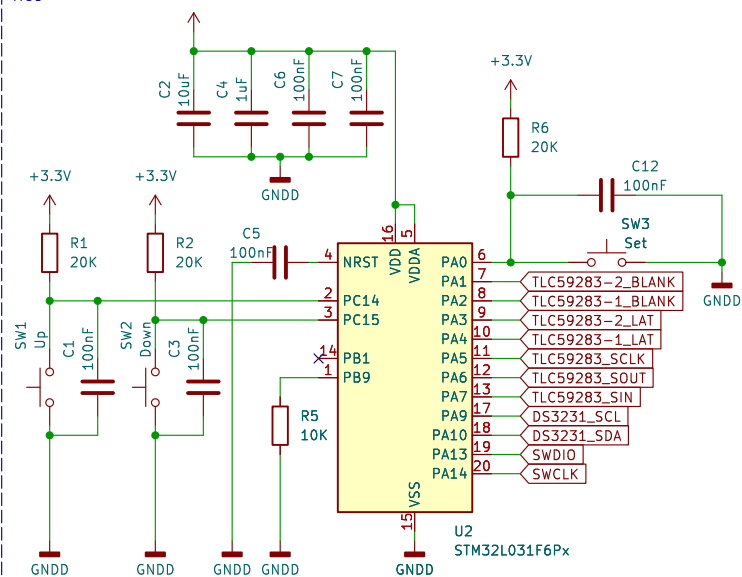 C2
10uF
C4
1uF
C6
100nF
C7
100nF
GNDD
+3.3V
R6
20K
C12
100nF
SW3
Set
GNDD
+3.3V
+3.3V
R1
20K
R2
20K
C5
100nF
SW1
Up
C1
100nF
SW2
Down
C3
100nF
R5
10K
16
5
VDD
VDDA
4 NRST
2 PC14
3 PC15
14 PB1
1 PB9
PA0 6
PA1 7 TLC59283-2_BLANK
PA2 8 TLC59283-1_BLANK
PA3 9 TLC59283-2_LAT
PA4 10 TLC59283-1_LAT
PA5 11 TLC59283_SCLK
PA6 12 TLC59283_SOUT
PA7 13 TLC59283_SIN
PA9 17 DS3231_SCL
PA10 18 DS3231_SDA
PA13 19 SWDIO
PA14 20 SWCLK
VSS
15
U2
STM32L031F6Px
GNDD
GNDD
GNDD
GNDD
GNDD